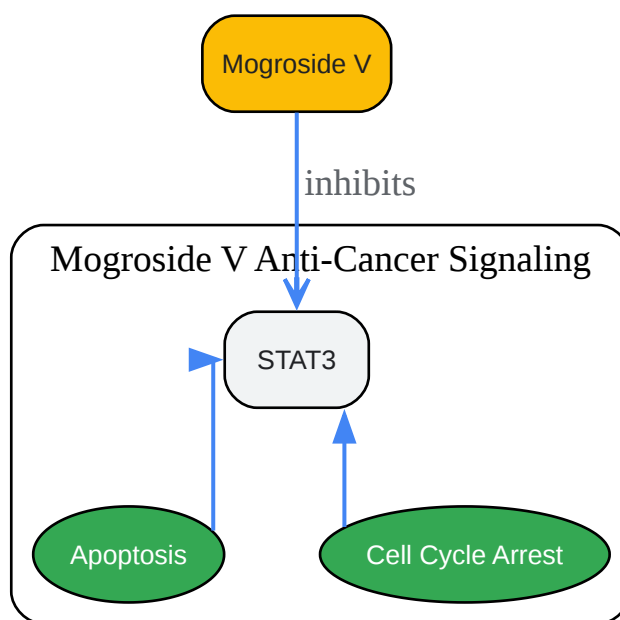 Mogroside V
inhibits
Mogroside V Anti-Cancer Signaling
STAT3
Apoptosis
Cell Cycle Arrest